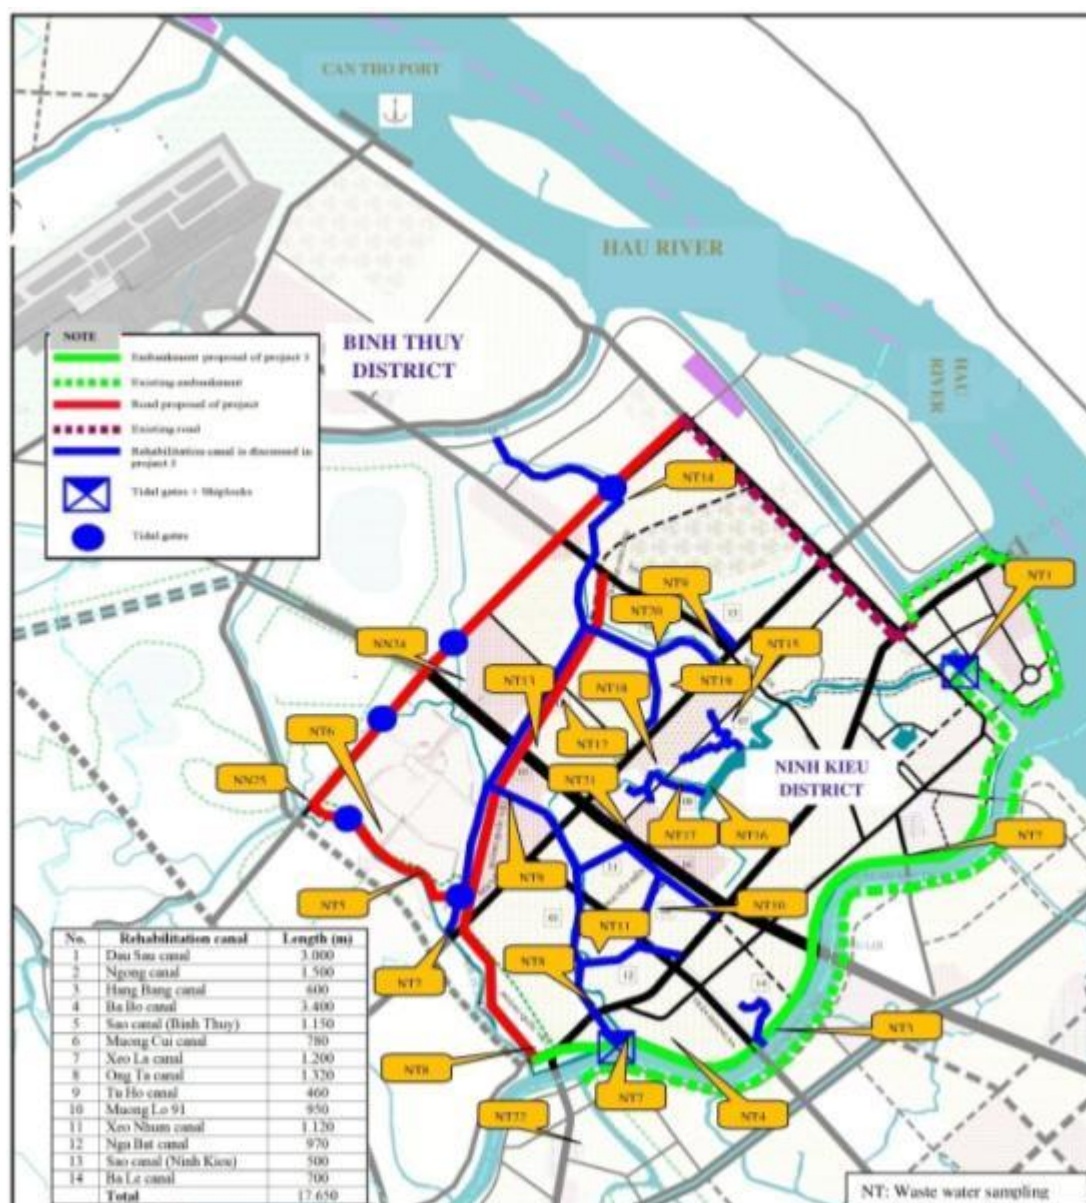 CAN THO PORT
HAU RIVER
HAU RIVER
BINH THUY
DISTRICT
NOTE
Embankment proposal of project 3
Existing embankment
Road proposal of project
Existing road
Rehabilitation canal is discussed in
project 3
Tidal gates + Shiplocks
Tidal gates
NT14
NT1
NT9
NT20
NT15
NN24
NT13
NT18
NT19
NT6
NT12
NN25
NT21
NINH KIEU
DISTRICT
NT17
NT16
NT2
NT5
NT9
NT10
NT11
NT7
NT8
NT3
NT8
NT7
NT4
NT22
No. Rehabilitation canal Length (m)
1 Dau Sau canal 3.000
2 Ngong canal 1.500
3 Hang Bang canal 600
4 Ba Bo canal 3.400
5 Sao canal (Binh Thuy) 1.150
6 Muong Cui canal 780
7 Xeo La canal 1.200
8 Ong Ta canal 1.320
9 Tu Ho canal 460
10 Muong Lo 91 950
11 Xeo Nhum canal 1.120
12 Nga Bat canal 970
13 Sao canal (Ninh Kieu) 500
14 Ba Le canal 700
Total 17.650
NT: Waste water sampling